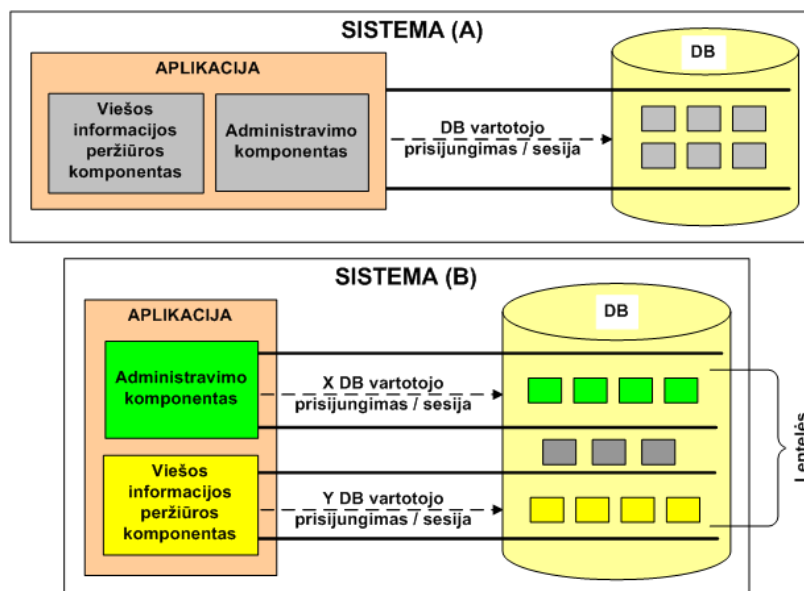 SISTEMA (A)
APLIKACIJA
Viešos
informacijos
peržiūros
komponentas
Administravimo
komponentas
DB vartotojo
prisijungimas / sesija
DB
SISTEMA (B)
APLIKACIJA
Administravimo
komponentas
X DB vartotojo
prisijungimas / sesija
Viešos
informacijos
peržiūros
komponentas
Y DB vartotojo
prisijungimas / sesija
DB
Lentelės